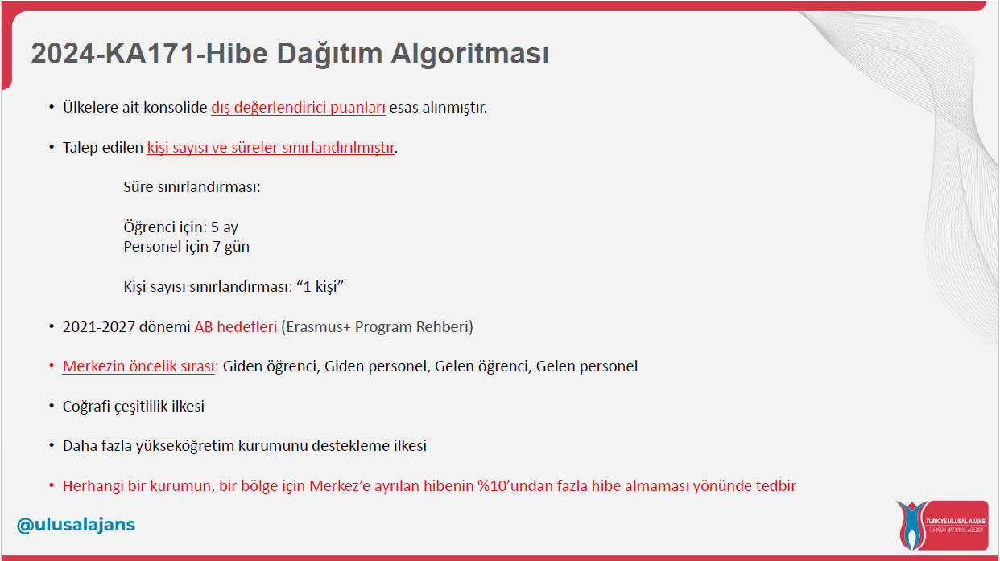 2024-KA171-Hibe Dağıtım Algoritması
• Ülkelere ait konsolide dış değerlendirici puanları esas alınmıştır.
• Talep edilen kişi sayısı ve süreler sınırlandırılmıştır.
Süre sınırlandırması:
Öğrenci için: 5 ay
Personel için 7 gün
Kişi sayısı sınırlandırması: “1 kişi”
• 2021-2027 dönemi AB hedefleri (Erasmus+ Program Rehberi)
• Merkezin öncelik sırası: Giden öğrenci, Giden personel, Gelen öğrenci, Gelen personel
• Coğrafi çeşitlilik ilkesi
• Daha fazla yükseköğretim kurumunu destekleme ilkesi
• Herhangi bir kurumun, bir bölge için Merkez’e ayrılan hibenin %10’undan fazla hibe almaması yönünde tedbir
@ulusalajans
TÜRKİYE ULUSAL AJANSI
TURKISH NATIONAL AGENCY